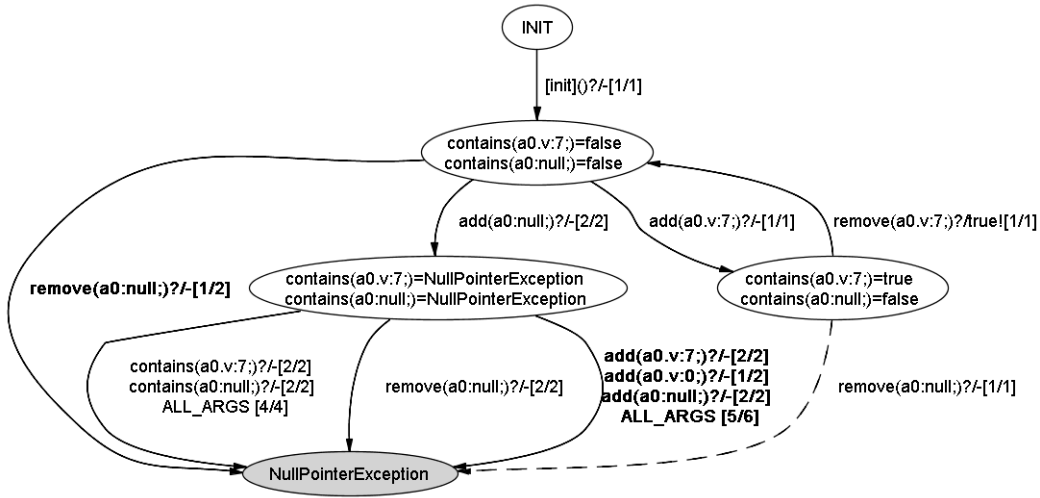 INIT
[init]()?/-[1/1]
contains(a0.v:7;)=false
contains(a0:null;)=false
add(a0:null;)?/-[2/2]
add(a0.v:7;)?/-[1/1]
remove(a0.v:7;)?/true![1/1]
remove(a0:null;)?/-[1/2]
contains(a0.v:7;)=NullPointerException
contains(a0:null;)=NullPointerException
contains(a0.v:7;)=true
contains(a0:null;)=false
contains(a0.v:7;)?/-[2/2]
contains(a0:null;)?/-[2/2]
ALL_ARGS [4/4]
remove(a0:null;)?/-[2/2]
add(a0.v:7;)?/-[2/2]
add(a0.v:0;)?/-[1/2]
add(a0:null;)?/-[2/2]
ALL_ARGS [5/6]
remove(a0:null;)?/-[1/1]
NullPointerException